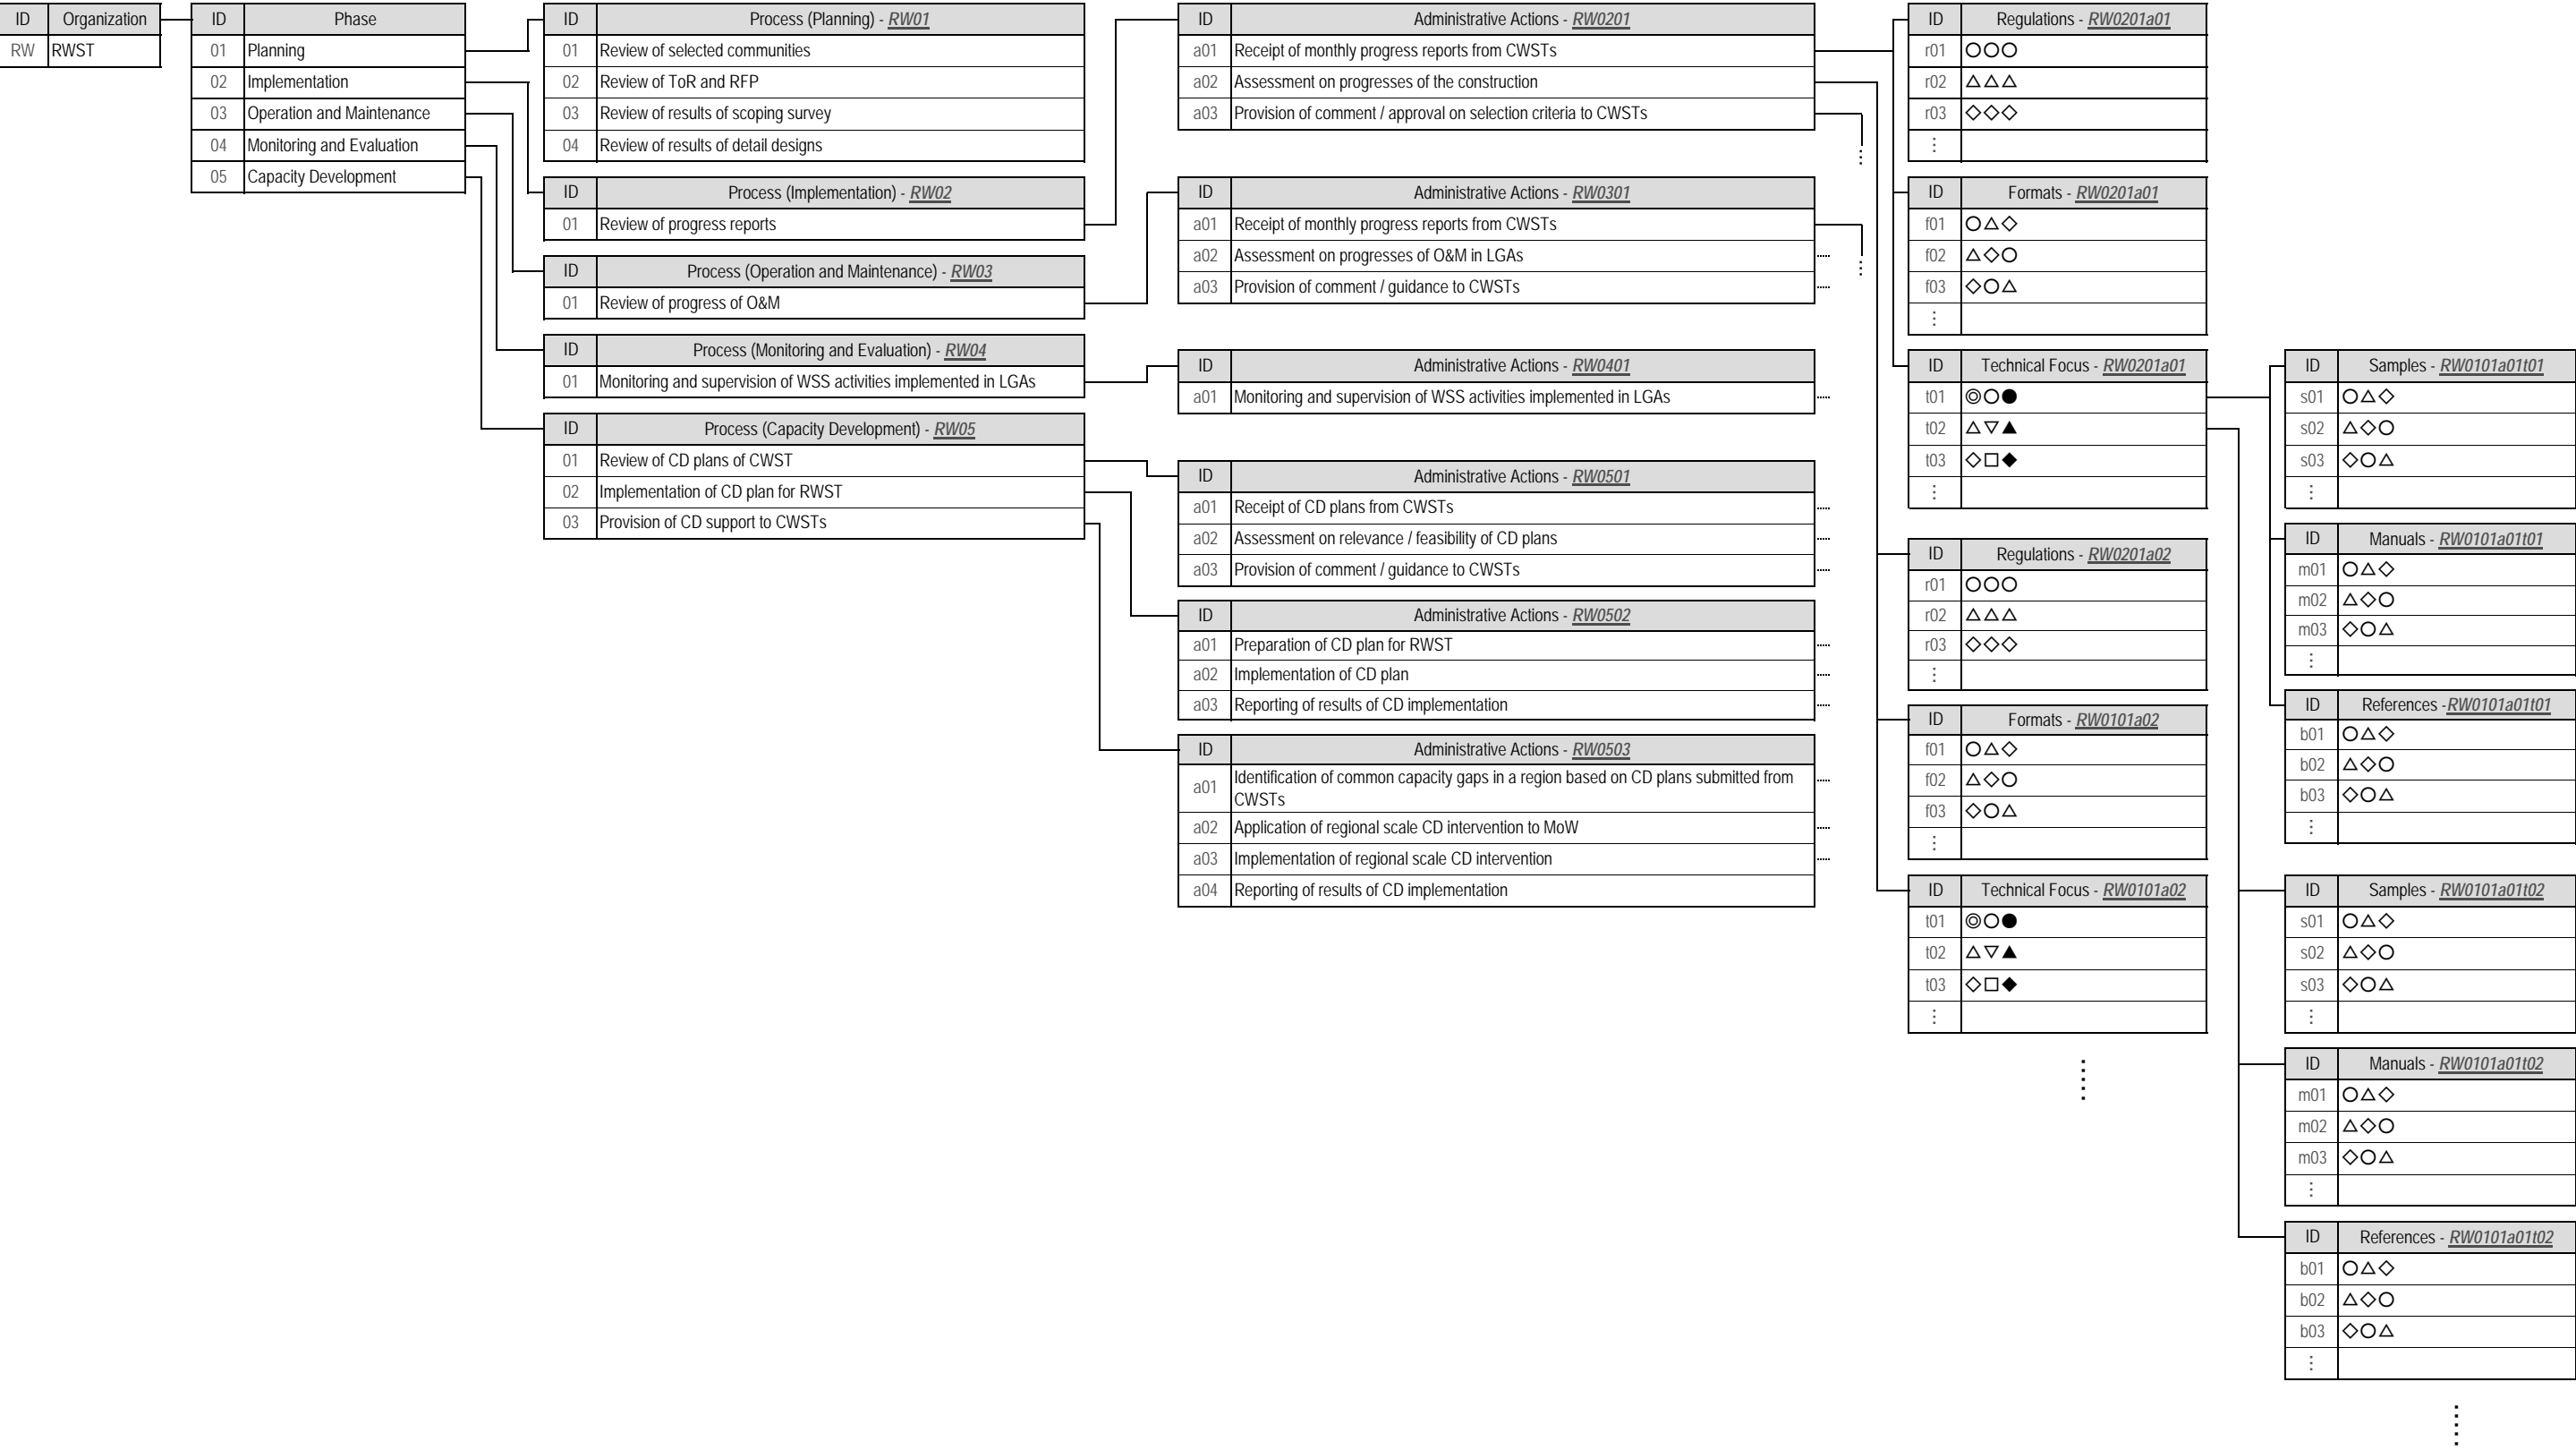 ID Organization
RW RWST
ID Phase
01 Planning
02 Implementation
03 Operation and Maintenance
04 Monitoring and Evaluation
05 Capacity Development
ID Process (Planning) - RW01
01 Review of selected communities
02 Review of ToR and RFP
03 Review of results of scoping survey
04 Review of results of detail designs
ID Process (Implementation) - RW02
01 Review of progress reports
ID Process (Operation and Maintenance) - RW03
01 Review of progress of O&M
ID Process (Monitoring and Evaluation) - RW04
01 Monitoring and supervision of WSS activities implemented in LGAs
ID Process (Capacity Development) - RW05
01 Review of CD plans of CWST
02 Implementation of CD plan for RWST
03 Provision of CD support to CWSTs
ID Administrative Actions - RW0201
a01 Receipt of monthly progress reports from CWSTs
a02 Assessment on progresses of the construction
a03 Provision of comment / approval on selection criteria to CWSTs
ID Administrative Actions - RW0301
a01 Receipt of monthly progress reports from CWSTs
a02 Assessment on progresses of O&M in LGAs
a03 Provision of comment / guidance to CWSTs
ID Administrative Actions - RW0401
a01 Monitoring and supervision of WSS activities implemented in LGAs
ID Administrative Actions - RW0501
a01 Receipt of CD plans from CWSTs
a02 Assessment on relevance / feasibility of CD plans
a03 Provision of comment / guidance to CWSTs
ID Administrative Actions - RW0502
a01 Preparation of CD plan for RWST
a02 Implementation of CD plan
a03 Reporting of results of CD implementation
ID Administrative Actions - RW0503
a01 Identification of common capacity gaps in a region based on CD plans submitted from
CWSTs
a02 Application of regional scale CD intervention to MoW
a03 Implementation of regional scale CD intervention
a04 Reporting of results of CD implementation
ID Regulations - RW0201a01
r01 ○○○
r02 △△△
r03 ◇◇◇
⋮
ID Formats - RW0201a01
f01 ○△◇
f02 △◇○
f03 ◇○△
⋮
ID Technical Focus - RW0201a01
t01 ◎○●
t02 △▽▲
t03 ◇□◆
⋮
ID Regulations - RW0201a02
r01 ○○○
r02 △△△
r03 ◇◇◇
⋮
ID Formats - RW0101a02
f01 ○△◇
f02 △◇○
f03 ◇○△
⋮
ID Technical Focus - RW0101a02
t01 ◎○●
t02 △▽▲
t03 ◇□◆
⋮
ID Samples - RW0101a01t01
s01 ○△◇
s02 △◇○
s03 ◇○△
⋮
ID Manuals - RW0101a01t01
m01 ○△◇
m02 △◇○
m03 ◇○△
⋮
ID References -RW0101a01t01
b01 ○△◇
b02 △◇○
b03 ◇○△
⋮
ID Samples - RW0101a01t02
s01 ○△◇
s02 △◇○
s03 ◇○△
⋮
ID Manuals - RW0101a01t02
m01 ○△◇
m02 △◇○
m03 ◇○△
⋮
ID References - RW0101a01t02
b01 ○△◇
b02 △◇○
b03 ◇○△
⋮